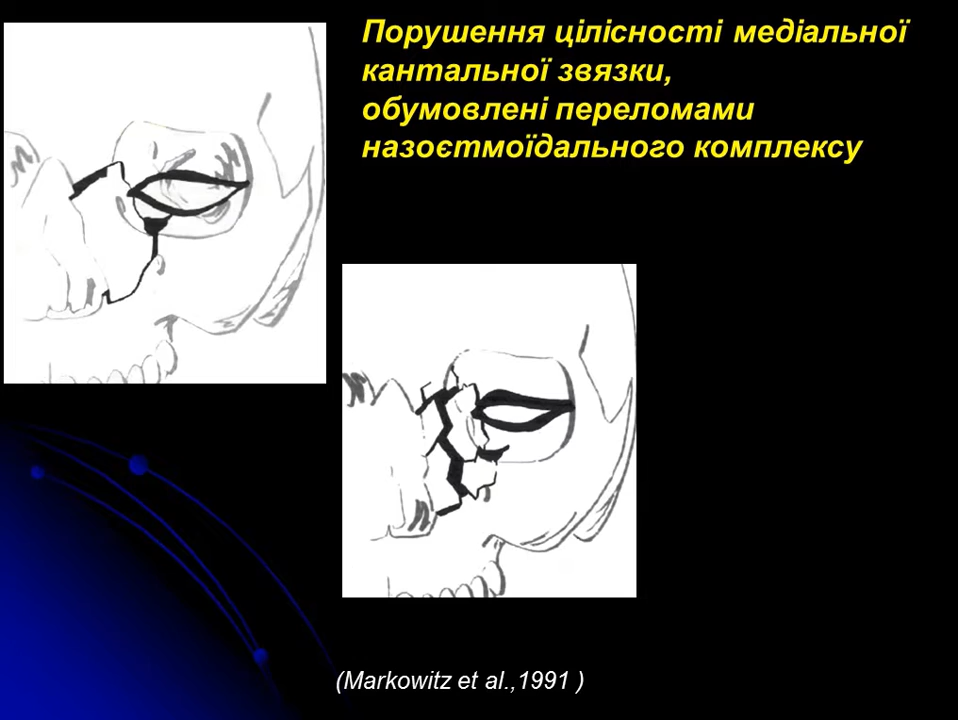 Порушення цілісності медіальної
кантальної звязки,
обумовлені переломами
назоєтмоїдального комплексу
(Markowitz et al.,1991 )